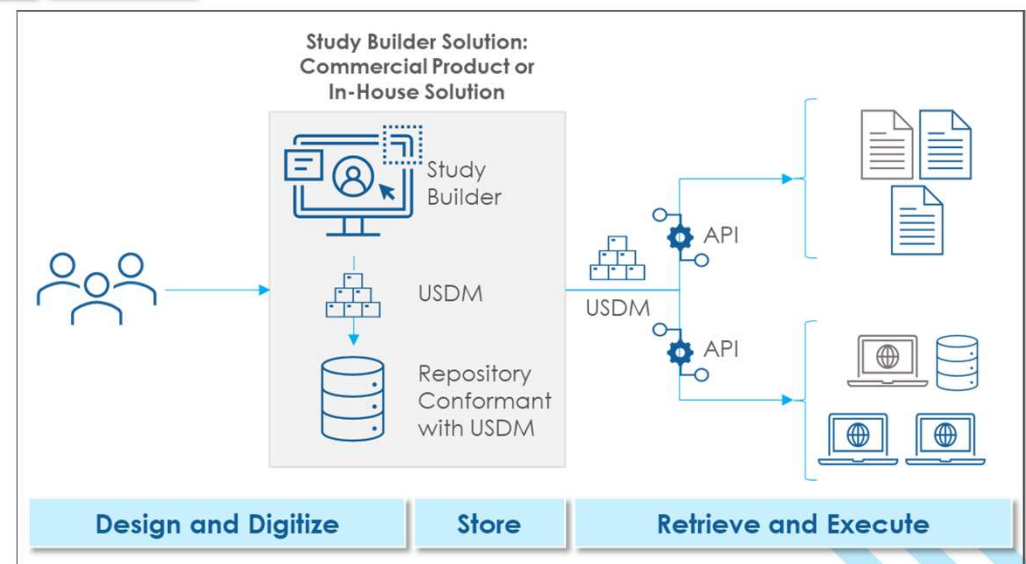 Study Builder Solution:
Commercial Product or
In-House Solution
Study
Builder
USDM
Repository
Conformant
with USDM
USDM
API
API
Design and Digitize
Store
Retrieve and Execute